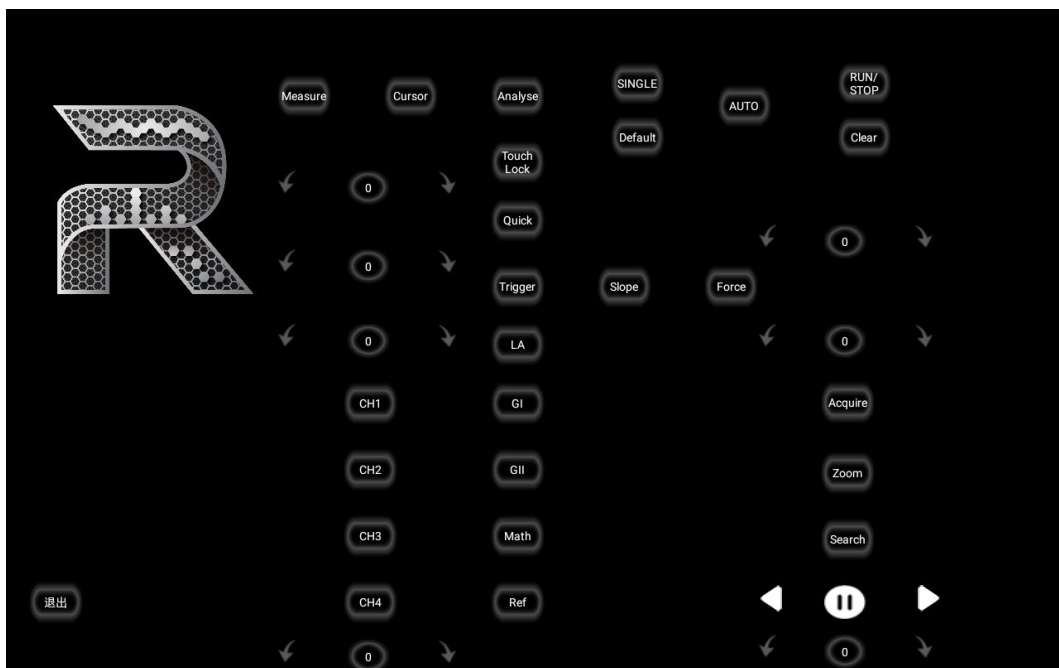 Measure
Cursor
Analyse
SINGLE
AUTO
RUN/
STOP
Default
Clear
Touch
Lock
0
Quick
0
0
Trigger
Slope
Force
0
LA
0
CH1
GI
Acquire
CH2
GII
Zoom
CH3
Math
Search
退出
CH4
Ref
0
0